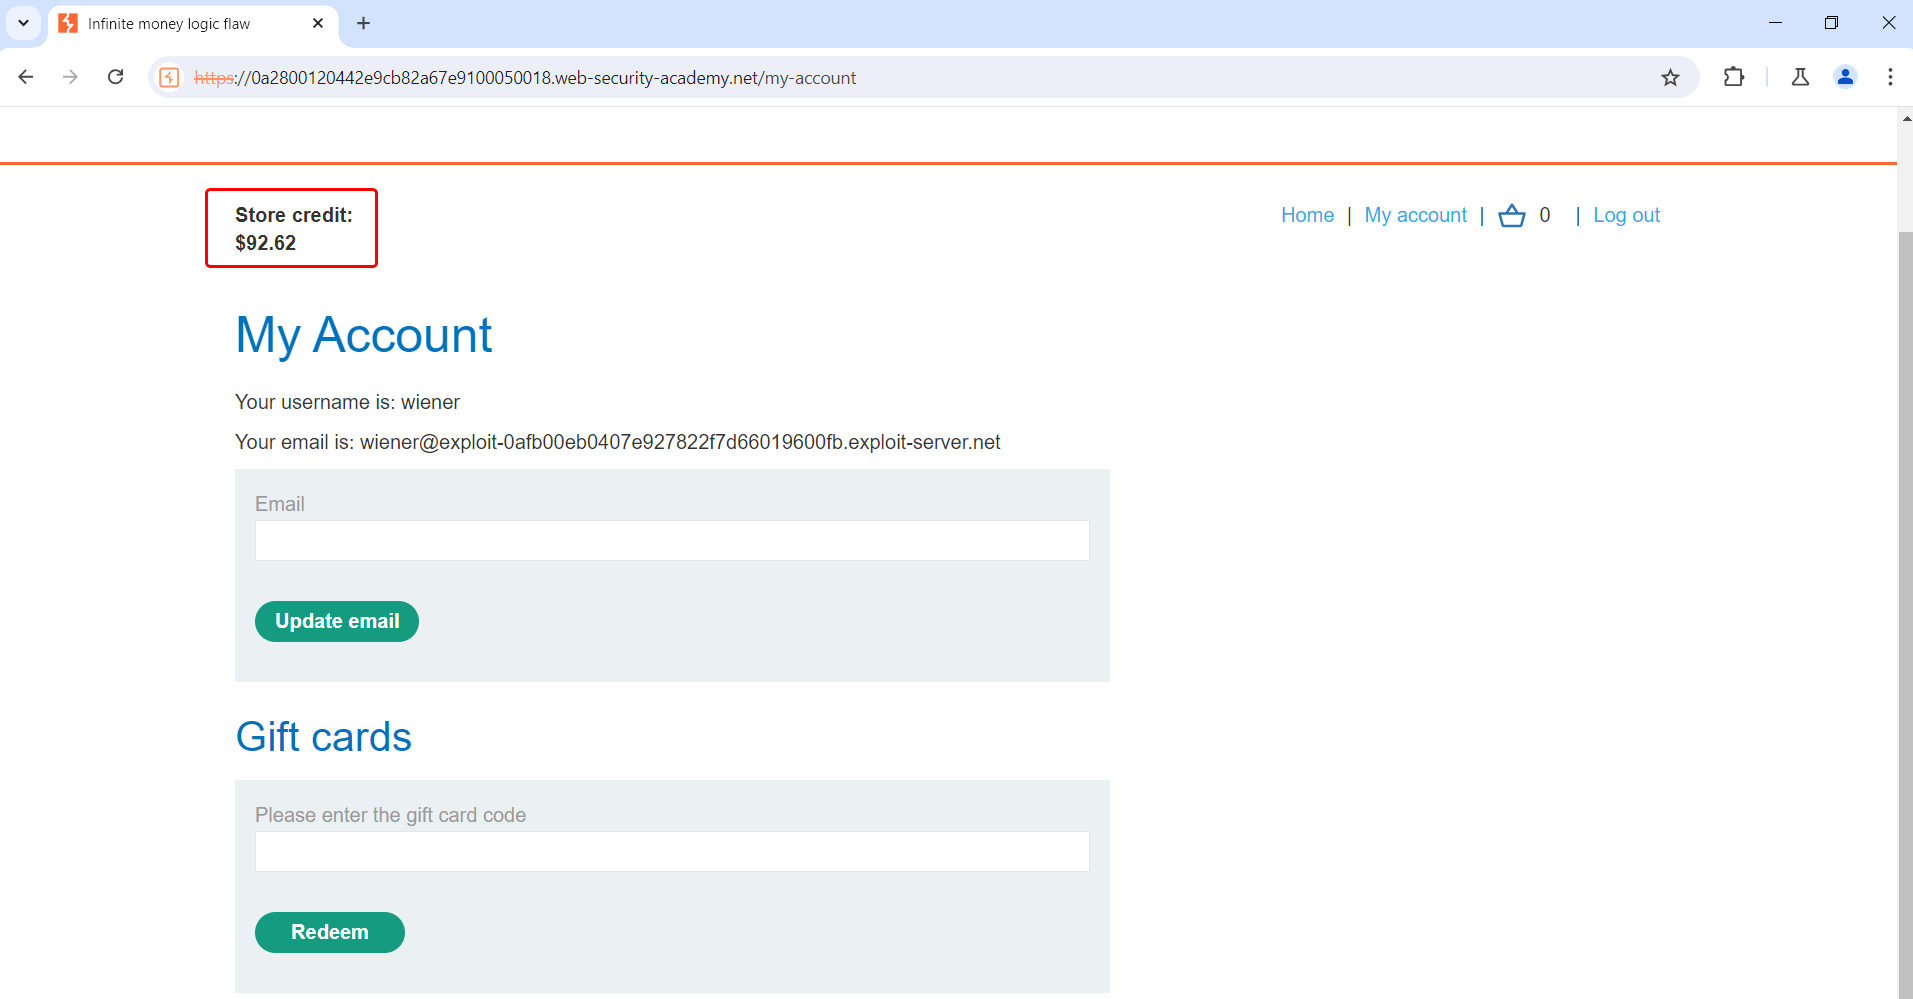 Infinite money logic flaw
https://0a2800120442e9cb82a67e9100050018.web-security-academy.net/my-account
Store credit:
$92.62
Home | My account | 0 | Log out
My Account
Your username is: wiener
Your email is: wiener@exploit-0afb00eb0407e927822f7d66019600fb.exploit-server.net
Email
Update email
Gift cards
Please enter the gift card code
Redeem